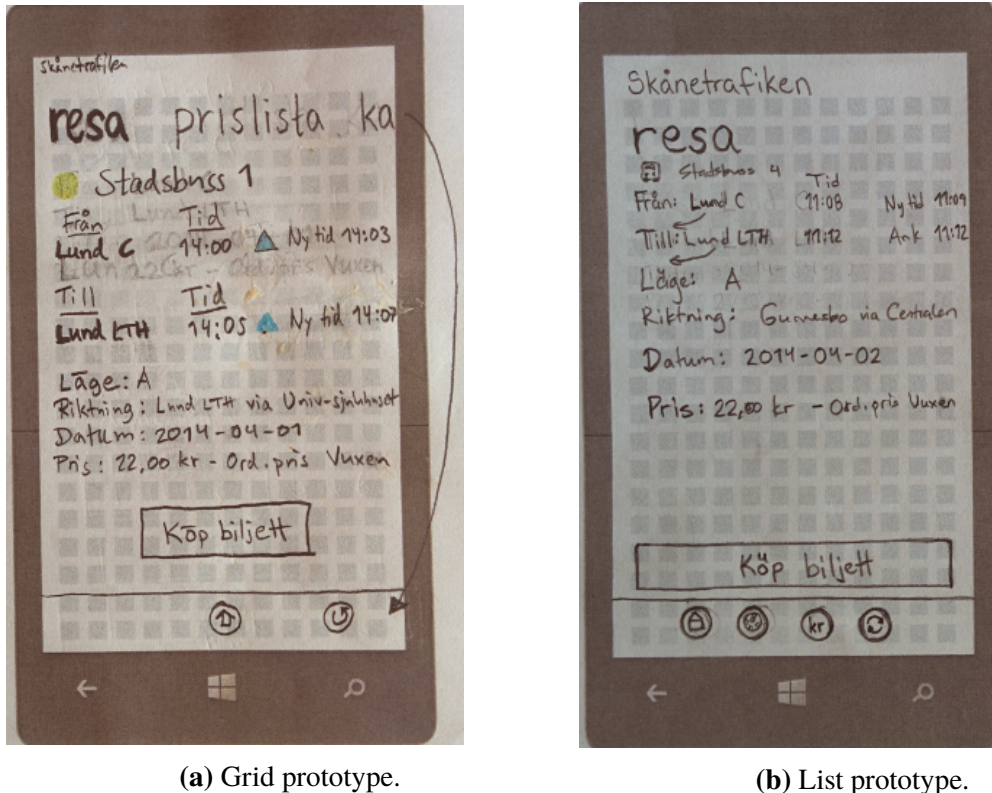 Skånetrafiken
resa prislista ka
Stadsbuss 1
Från Tid
Lund C 14:00 Ny tid 14:03
Till Tid
Lund LTH 14:05 Ny tid 14:07
Läge: A
Riktning: Lund LTH via Univ-sjukhuset
Datum: 2014-04-01
Pris: 22,00 kr - Ord.pris Vuxen
Köp biljett
(a) Grid prototype.
Skånetrafiken
resa
Stadsbuss 4
Tid
Från: Lund C 11:08 Ny tid 11:09
Till: Lund LTH 11:12 Ank 11:12
Läge: A
Riktning: Gunnesbo via Centralen
Datum: 2014-04-02
Pris: 22,00 kr - Ord.pris Vuxen
Köp biljett
kr
(b) List prototype.